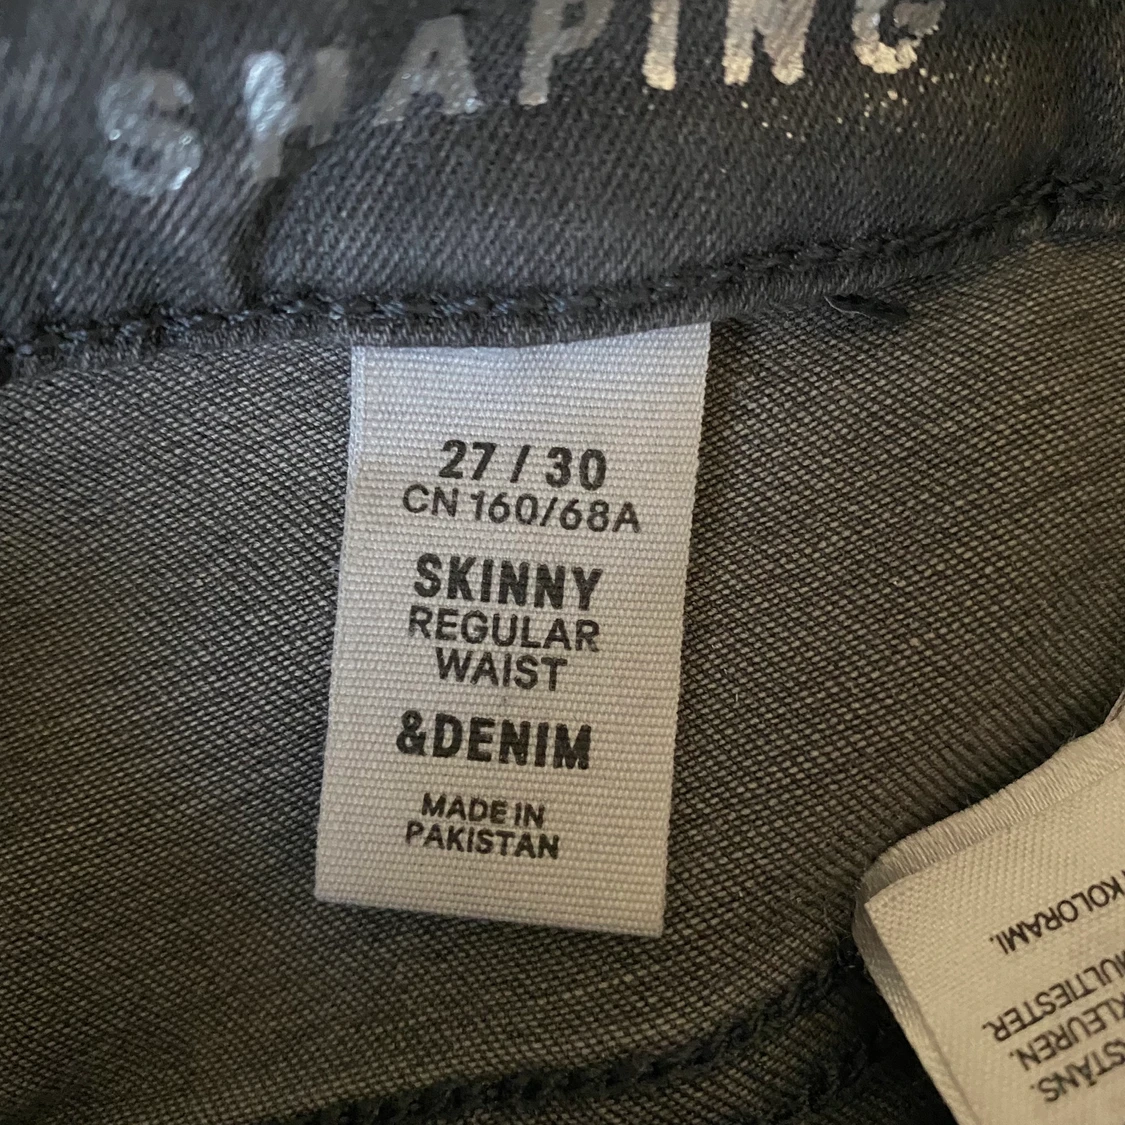 SHAPING
27 / 30
CN 160/68A
SKINNY
REGULAR
WAIST
&DENIM
MADE IN
PAKISTAN
KOLORAMI.
MULTIESTER.
KLEUREN.